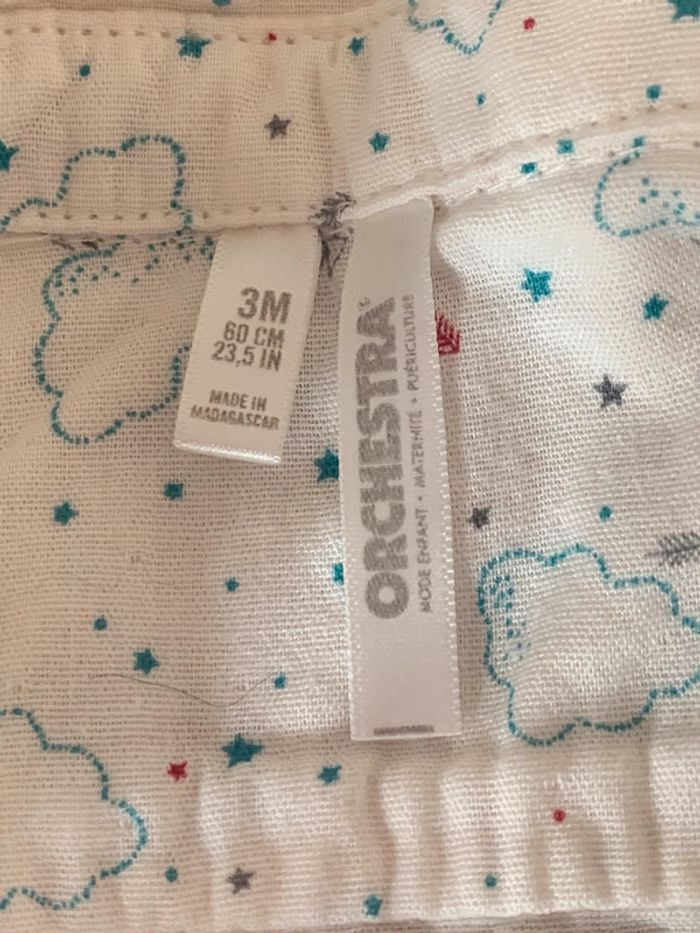 3M
60 CM
23,5 IN
MADE IN
MADAGASCAR
ORCHESTRA®
MODE ENFANT • MATERNITÉ • PUÉRICULTURE